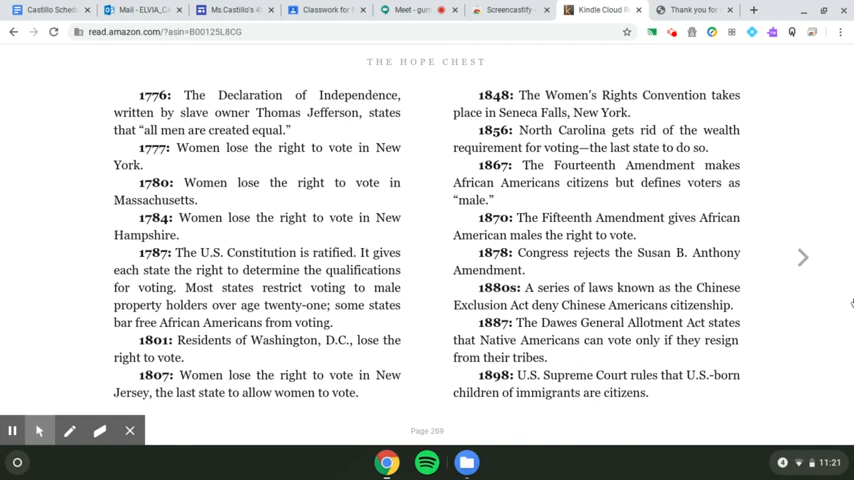 Castillo Schedu
Mail - ELVIA_CA
Ms.Castillo's 4t
Classwork for M
Meet - gum
Screencastify -
Kindle Cloud Re
Thank you for a
read.amazon.com/?asin=B00125L8CG
THE HOPE CHEST
1776: The Declaration of Independence,
written by slave owner Thomas Jefferson, states
that “all men are created equal.”
1777: Women lose the right to vote in New
York.
1780: Women lose the right to vote in
Massachusetts.
1784: Women lose the right to vote in New
Hampshire.
1787: The U.S. Constitution is ratified. It gives
each state the right to determine the qualifications
for voting. Most states restrict voting to male
property holders over age twenty-one; some states
bar free African Americans from voting.
1801: Residents of Washington, D.C., lose the
right to vote.
1807: Women lose the right to vote in New
Jersey, the last state to allow women to vote.
1848: The Women's Rights Convention takes
place in Seneca Falls, New York.
1856: North Carolina gets rid of the wealth
requirement for voting—the last state to do so.
1867: The Fourteenth Amendment makes
African Americans citizens but defines voters as
“male.”
1870: The Fifteenth Amendment gives African
American males the right to vote.
1878: Congress rejects the Susan B. Anthony
Amendment.
1880s: A series of laws known as the Chinese
Exclusion Act deny Chinese Americans citizenship.
1887: The Dawes General Allotment Act states
that Native Americans can vote only if they resign
from their tribes.
1898: U.S. Supreme Court rules that U.S.-born
children of immigrants are citizens.
Page 269
4
11:21